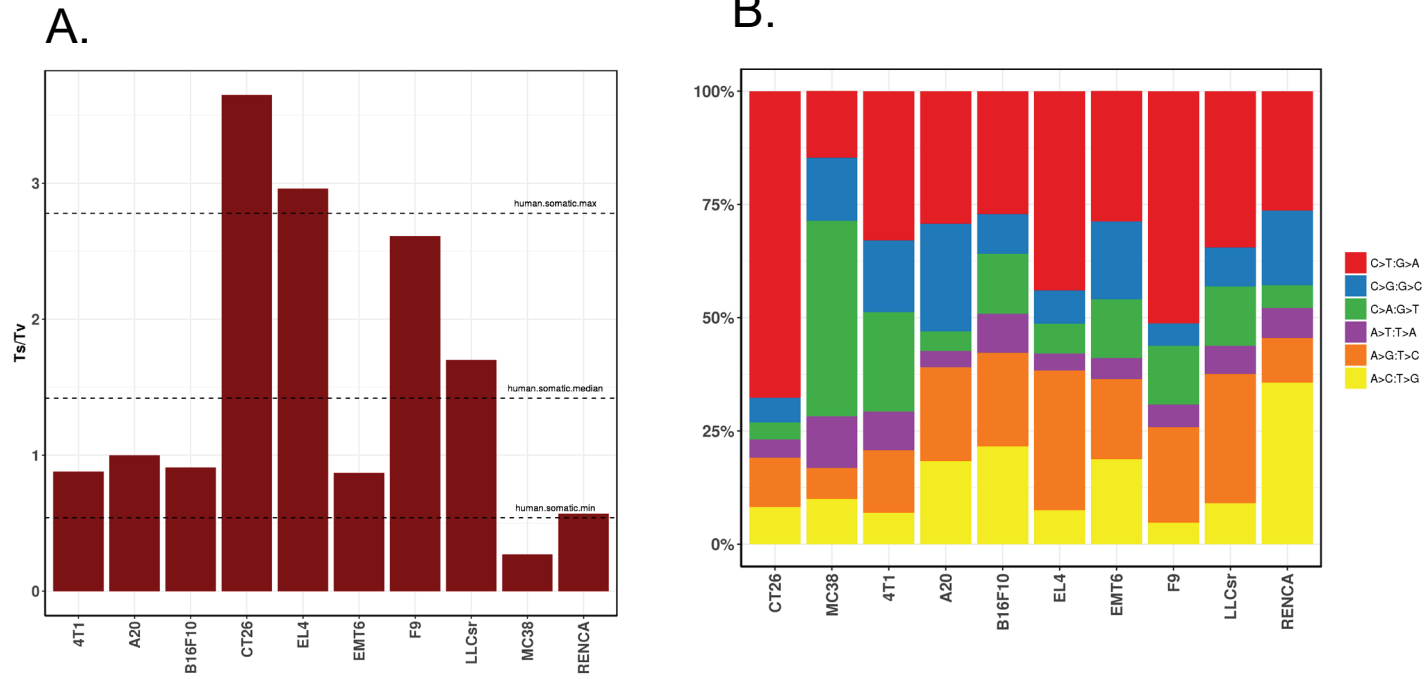 A.
Ts/Tv
3
2
1
0
human.somatic.max
human.somatic.median
human.somatic.min
4T1
A20
B16F10
CT26
EL4
EMT6
F9
LLCsr
MC38
RENCA
B.
100%
75%
50%
25%
0%
CT26
MC38
4T1
A20
B16F10
EL4
EMT6
F9
LLCsr
RENCA
C>T:G>A
C>G:G>C
C>A:G>T
A>T:T>A
A>G:T>C
A>C:T>G